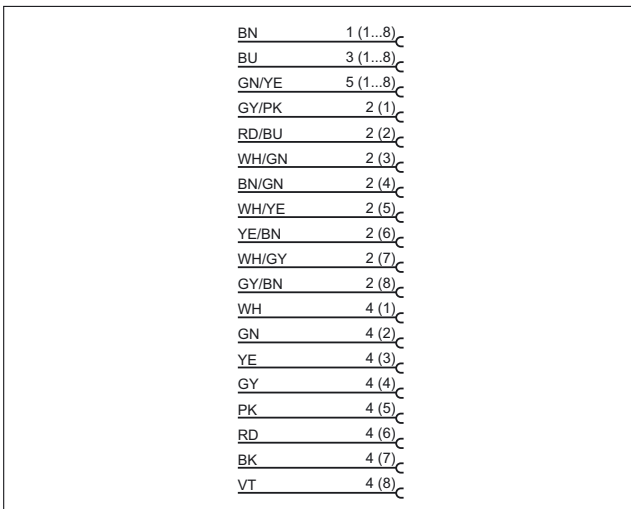 BN 1 (1...8)
BU 3 (1...8)
GN/YE 5 (1...8)
GY/PK 2 (1)
RD/BU 2 (2)
WH/GN 2 (3)
BN/GN 2 (4)
WH/YE 2 (5)
YE/BN 2 (6)
WH/GY 2 (7)
GY/BN 2 (8)
WH 4 (1)
GN 4 (2)
YE 4 (3)
GY 4 (4)
PK 4 (5)
RD 4 (6)
BK 4 (7)
VT 4 (8)